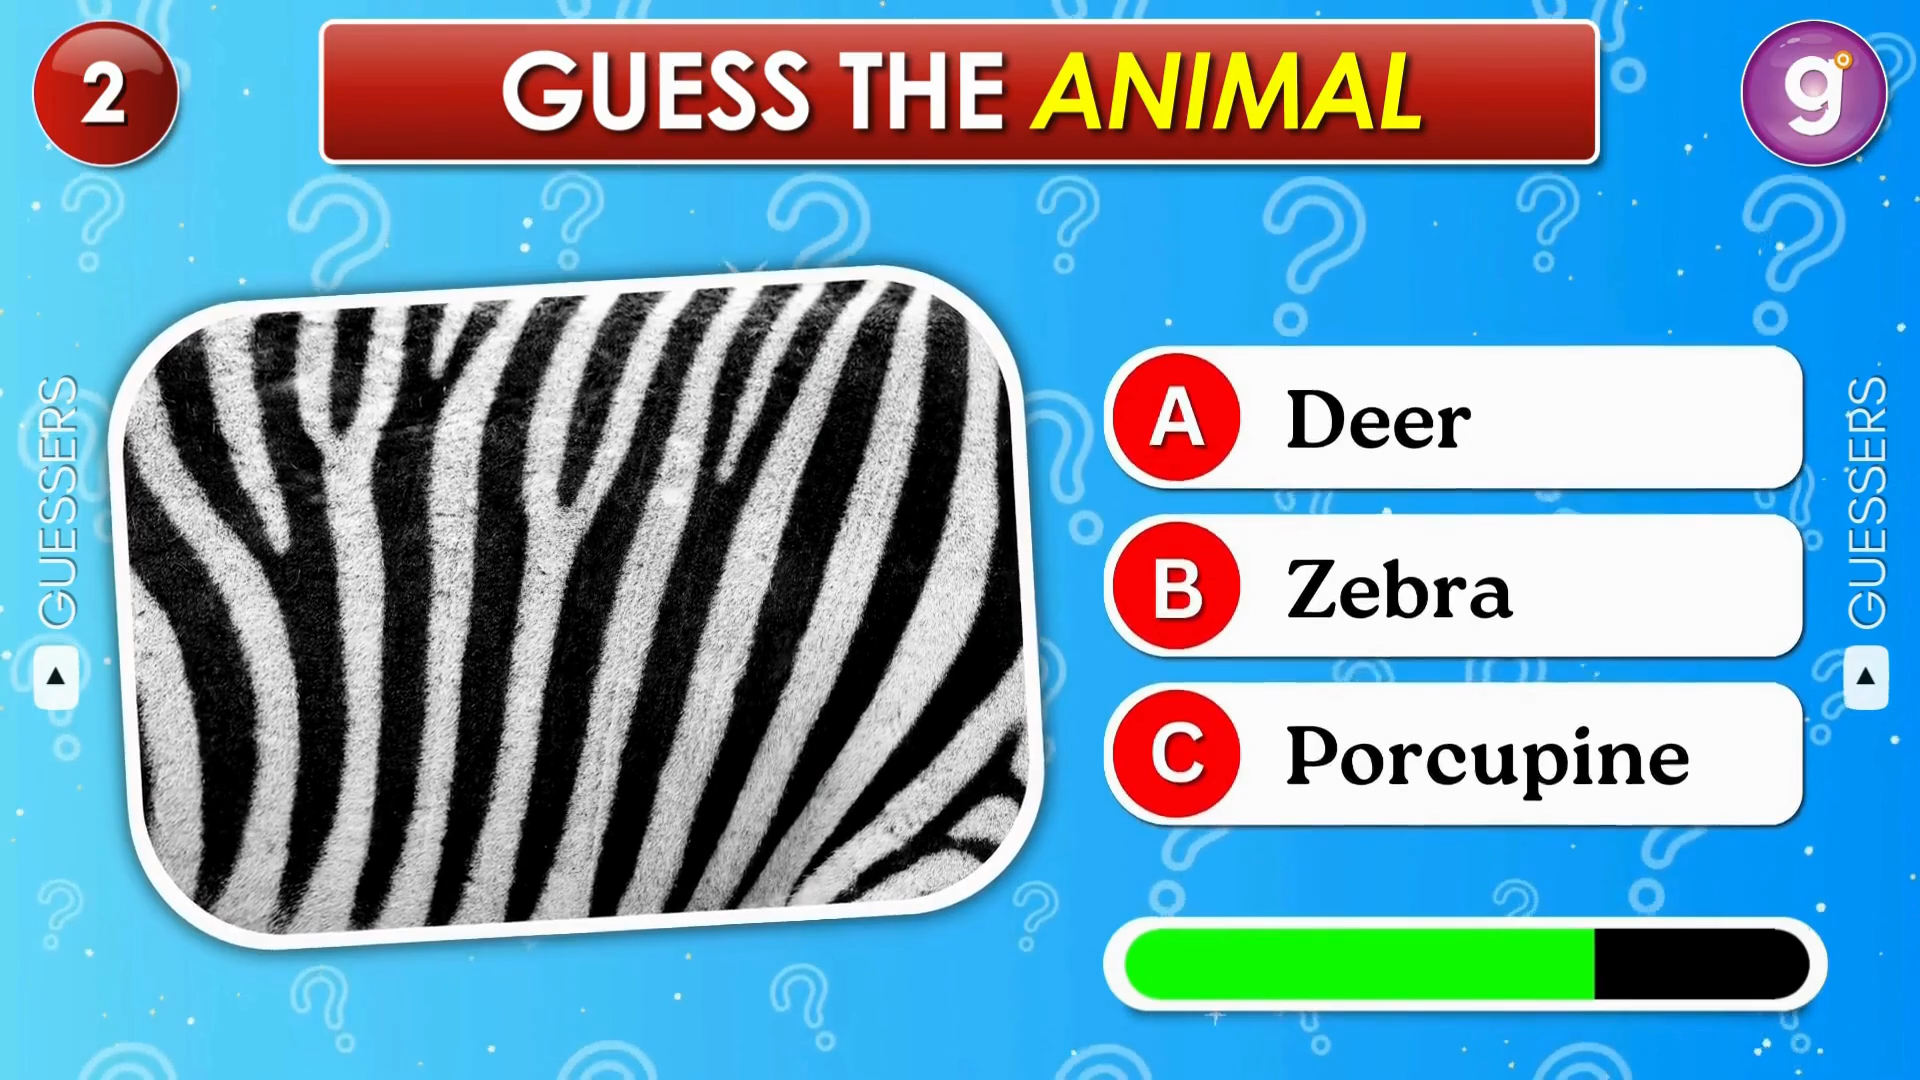 2
GUESS THE ANIMAL
g
GUESSERS
A Deer
B Zebra
C Porcupine
GUESSERS